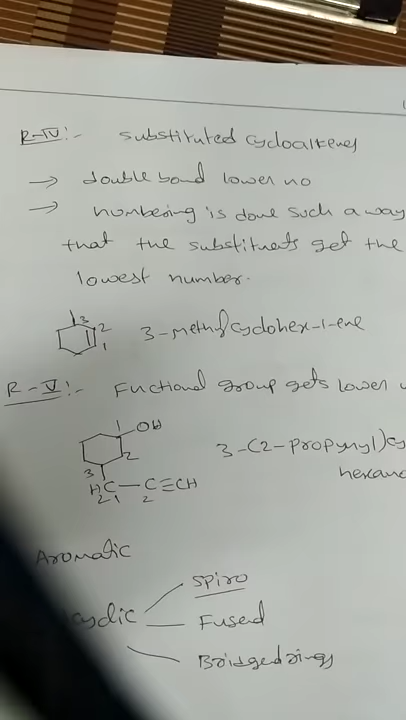 R-IV :- Substituted cycloalkenes
→ double bond lower no
→ numbering is done such a way
that the substituents get the
lowest number.
3
2
1
3-methylcyclohex-1-ene
R-V :- Fuctional group gets lower
1 OH
2
3
H2C — C ≡ CH
1 2
3-(2-propynyl)cy
hexano
Aromatic
cyclic
Spiro
Fused
Bridged rings